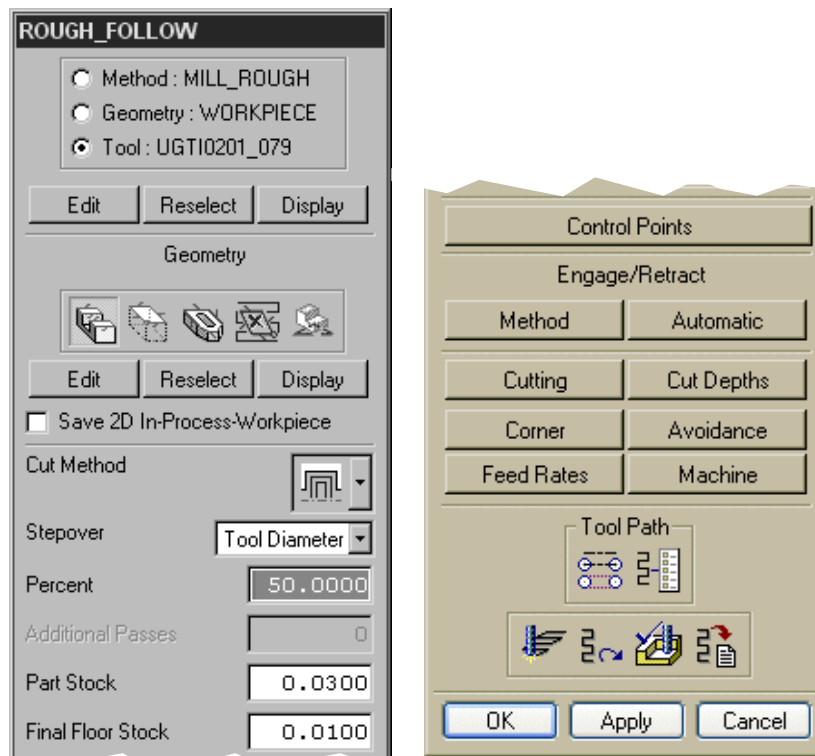 ROUGH_FOLLOW
Method : MILL_ROUGH
Geometry : WORKPIECE
Tool : UGTI0201_079
Edit Reselect Display
Geometry
Edit Reselect Display
Save 2D In-Process-Workpiece
Cut Method
Stepover Tool Diameter
Percent 50.0000
Additional Passes 0
Part Stock 0.0300
Final Floor Stock 0.0100
Control Points
Engage/Retract
Method Automatic
Cutting Cut Depths
Corner Avoidance
Feed Rates Machine
Tool Path
OK Apply Cancel